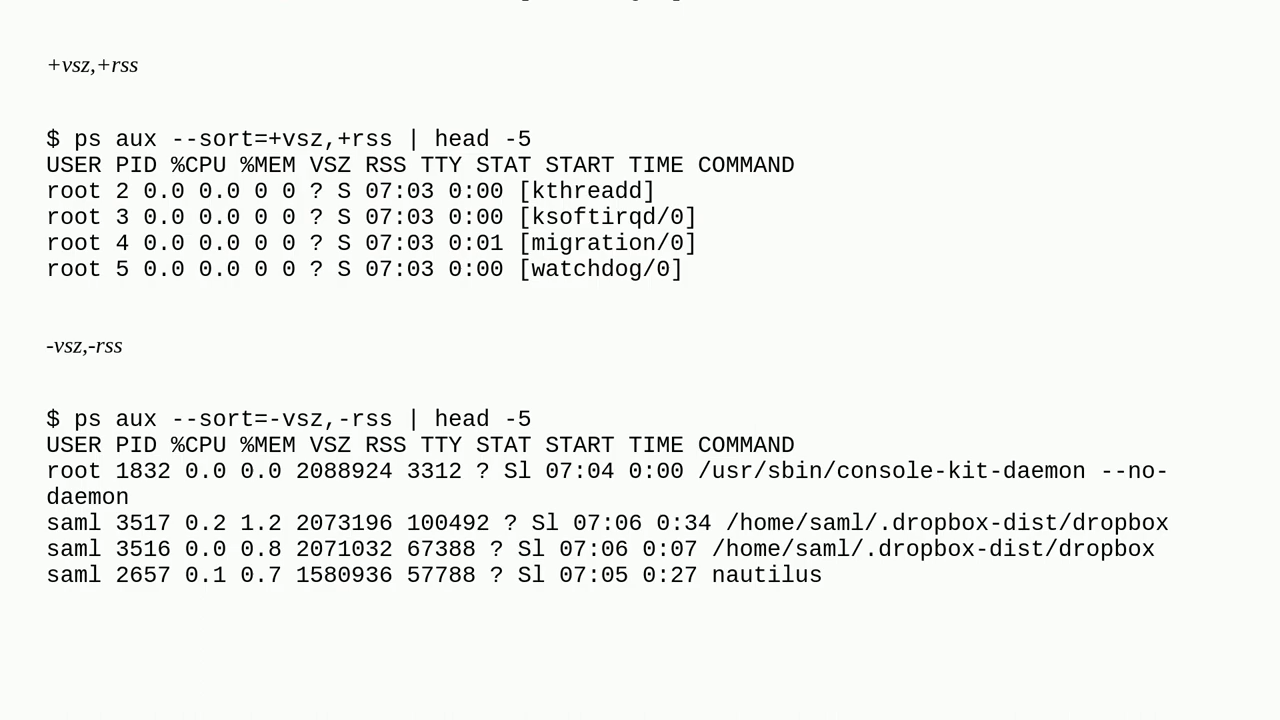 +vsz,+rss
$ ps aux --sort=+vsz,+rss | head -5
USER PID %CPU %MEM VSZ RSS TTY STAT START TIME COMMAND
root 2 0.0 0.0 0 0 ? S 07:03 0:00 [kthreadd]
root 3 0.0 0.0 0 0 ? S 07:03 0:00 [ksoftirqd/0]
root 4 0.0 0.0 0 0 ? S 07:03 0:01 [migration/0]
root 5 0.0 0.0 0 0 ? S 07:03 0:00 [watchdog/0]
-vsz,-rss
$ ps aux --sort=-vsz,-rss | head -5
USER PID %CPU %MEM VSZ RSS TTY STAT START TIME COMMAND
root 1832 0.0 0.0 2088924 3312 ? Sl 07:04 0:00 /usr/sbin/console-kit-daemon --no-
daemon
saml 3517 0.2 1.2 2073196 100492 ? Sl 07:06 0:34 /home/saml/.dropbox-dist/dropbox
saml 3516 0.0 0.8 2071032 67388 ? Sl 07:06 0:07 /home/saml/.dropbox-dist/dropbox
saml 2657 0.1 0.7 1580936 57788 ? Sl 07:05 0:27 nautilus